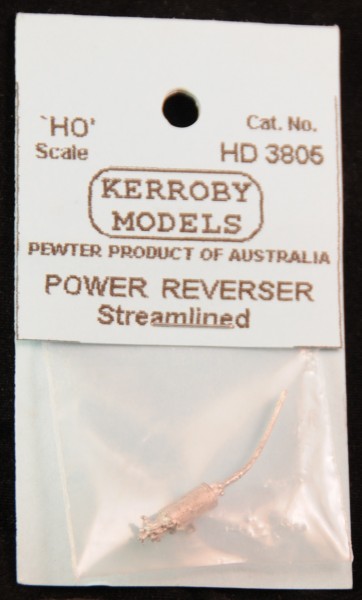 `HO' Cat. No.
Scale HD 3805
KERROBY
MODELS
PEWTER PRODUCT OF AUSTRALIA
POWER REVERSER
Streamlined